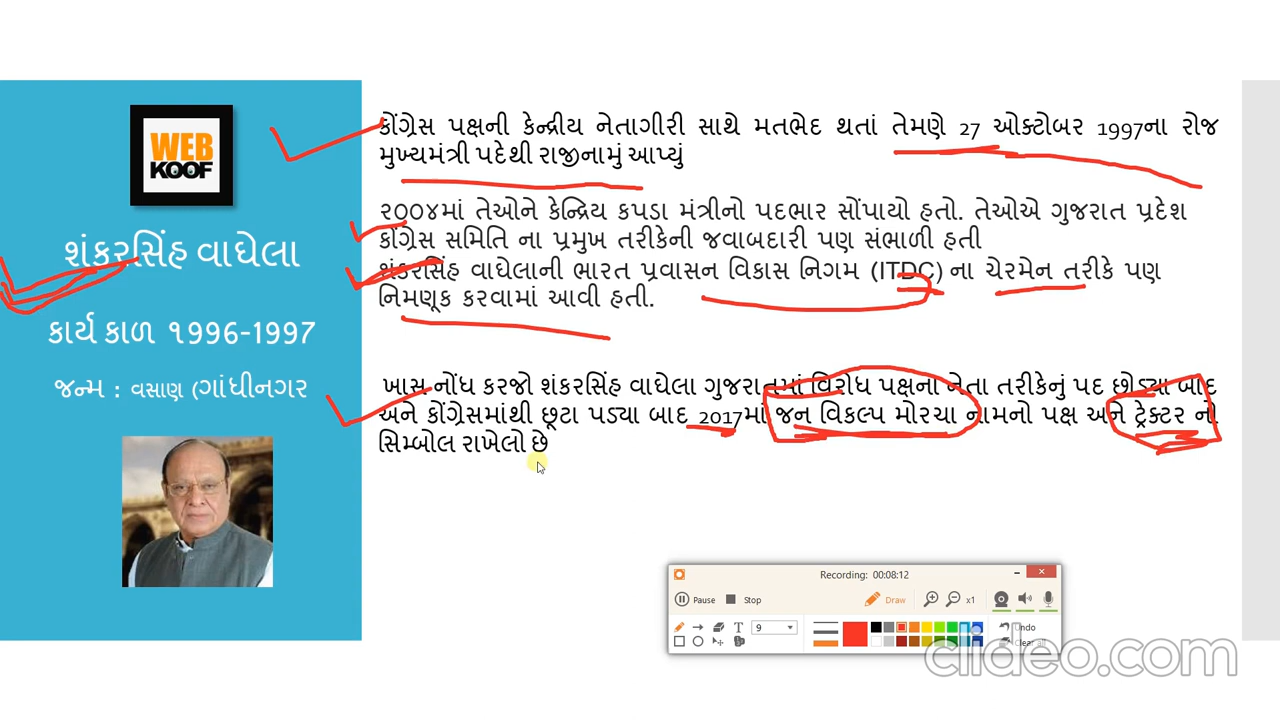 WEB
KOOF
શંકરસિંહ વાઘેલા
કાર્ય કાળ ૧996-1997
જન્મ : વસાણ (ગાંધીનગર
કોંગ્રેસ પક્ષની કેન્દ્રીય નેતાગીરી સાથે મતભેદ થતાં તેમણે 27 ઓક્ટોબર 1997ના રોજ
મુખ્યમંત્રી પદેથી રાજીનામું આપ્યું
૨૦૦૪માં તેઓને કેન્દ્રિય કપડા મંત્રીનો પદભાર સોંપાયો હતો. તેઓએ ગુજરાત પ્રદેશ
કોંગ્રેસ સમિતિ ના પ્રમુખ તરીકેની જવાબદારી પણ સંભાળી હતી
શંકરસિંહ વાઘેલાની ભારત પ્રવાસન વિકાસ નિગમ (ITDC) ના ચેરમેન તરીકે પણ
નિમણૂક કરવામાં આવી હતી.
ખાસ નોંધ કરજો શંકરસિંહ વાઘેલા ગુજરાતમાં વિરોધ પક્ષના નેતા તરીકેનું પદ છોડ્યા બાદ
અને કોંગ્રેસમાંથી છૂટા પડ્યા બાદ 2017માં જન વિકલ્પ મોરચા નામનો પક્ષ અને ટ્રેક્ટર નો
સિમ્બોલ રાખેલો છે
Recording: 00:08:12
Pause Stop Draw x1
T 9 Undo
Clear all
clideo.com